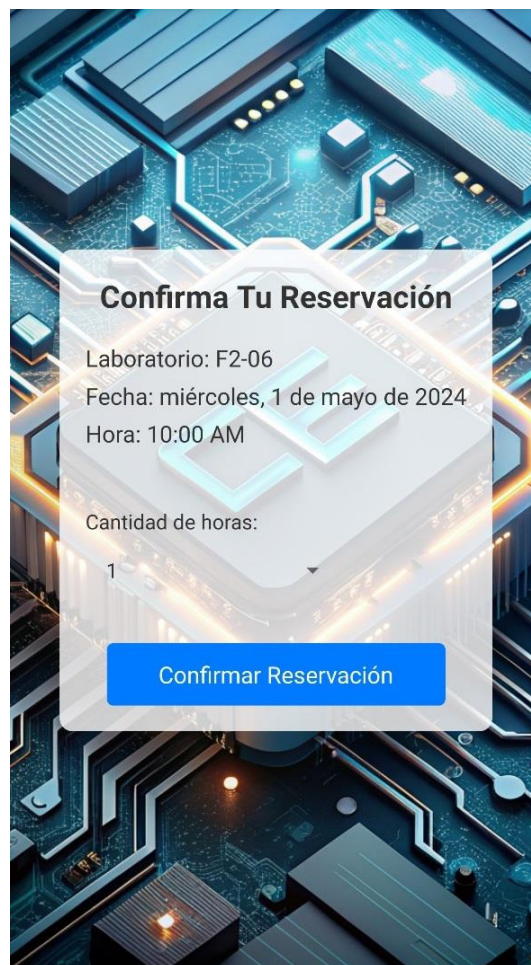 Confirma Tu Reservación
Laboratorio: F2-06
Fecha: miércoles, 1 de mayo de 2024
Hora: 10:00 AM
CE
Cantidad de horas:
1
Confirmar Reservación